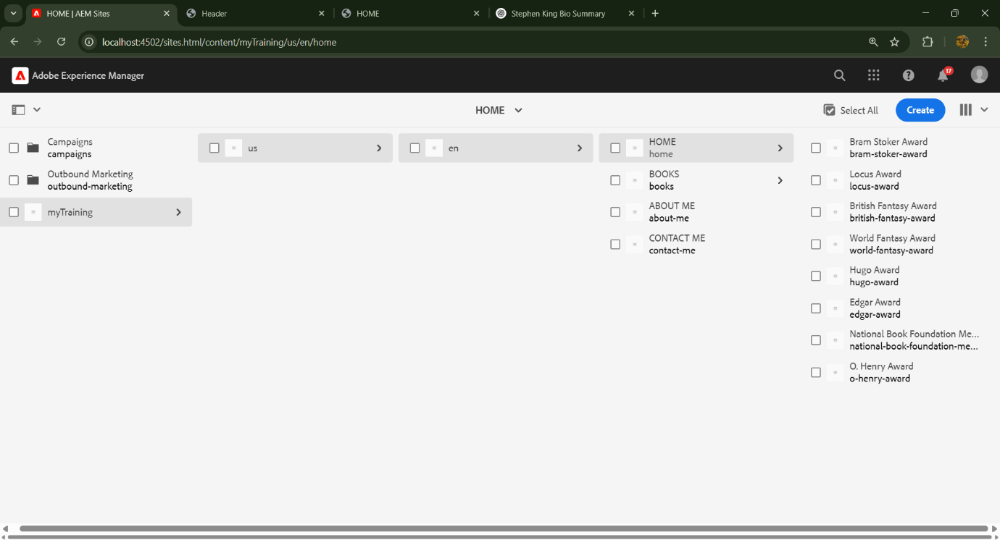 HOME | AEM Sites
Header
HOME
Stephen King Bio Summary
localhost:4502/sites.html/content/myTraining/us/en/home
Adobe Experience Manager
17
HOME
Select All
Create
Campaigns
campaigns
Outbound Marketing
outbound-marketing
myTraining
us
en
HOME
home
BOOKS
books
ABOUT ME
about-me
CONTACT ME
contact-me
Bram Stoker Award
bram-stoker-award
Locus Award
locus-award
British Fantasy Award
british-fantasy-award
World Fantasy Award
world-fantasy-award
Hugo Award
hugo-award
Edgar Award
edgar-award
National Book Foundation Me...
national-book-foundation-me...
O. Henry Award
o-henry-award